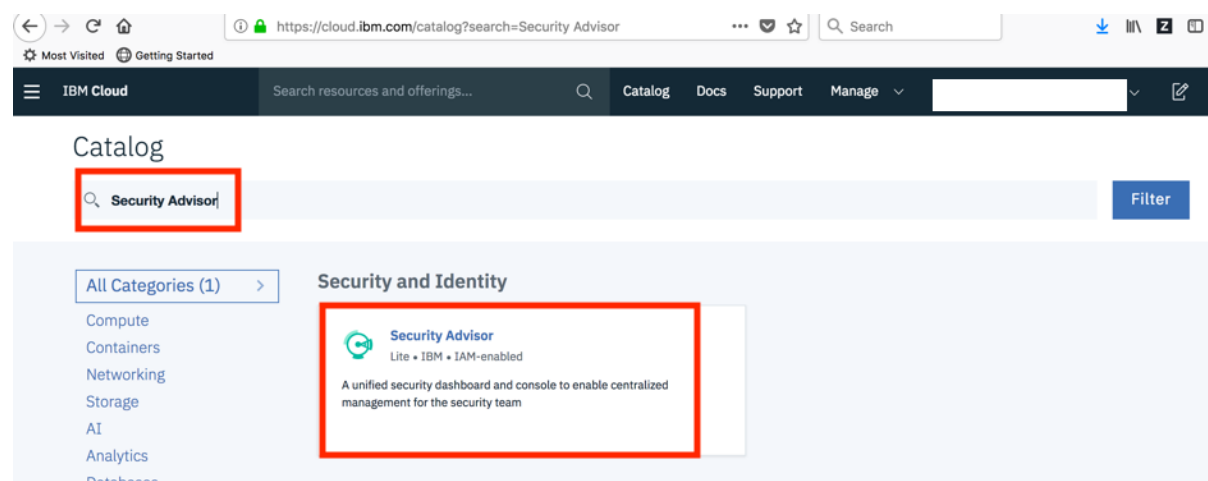 https://cloud.ibm.com/catalog?search=Security Advisor
Search
Z
Most Visited Getting Started
IBM Cloud Search resources and offerings... Catalog Docs Support Manage
Catalog
Security Advisor
Filter
All Categories (1)
Compute
Containers
Networking
Storage
AI
Analytics
Databases
Security and Identity
Security Advisor
Lite • IBM • IAM-enabled
A unified security dashboard and console to enable centralized
management for the security team